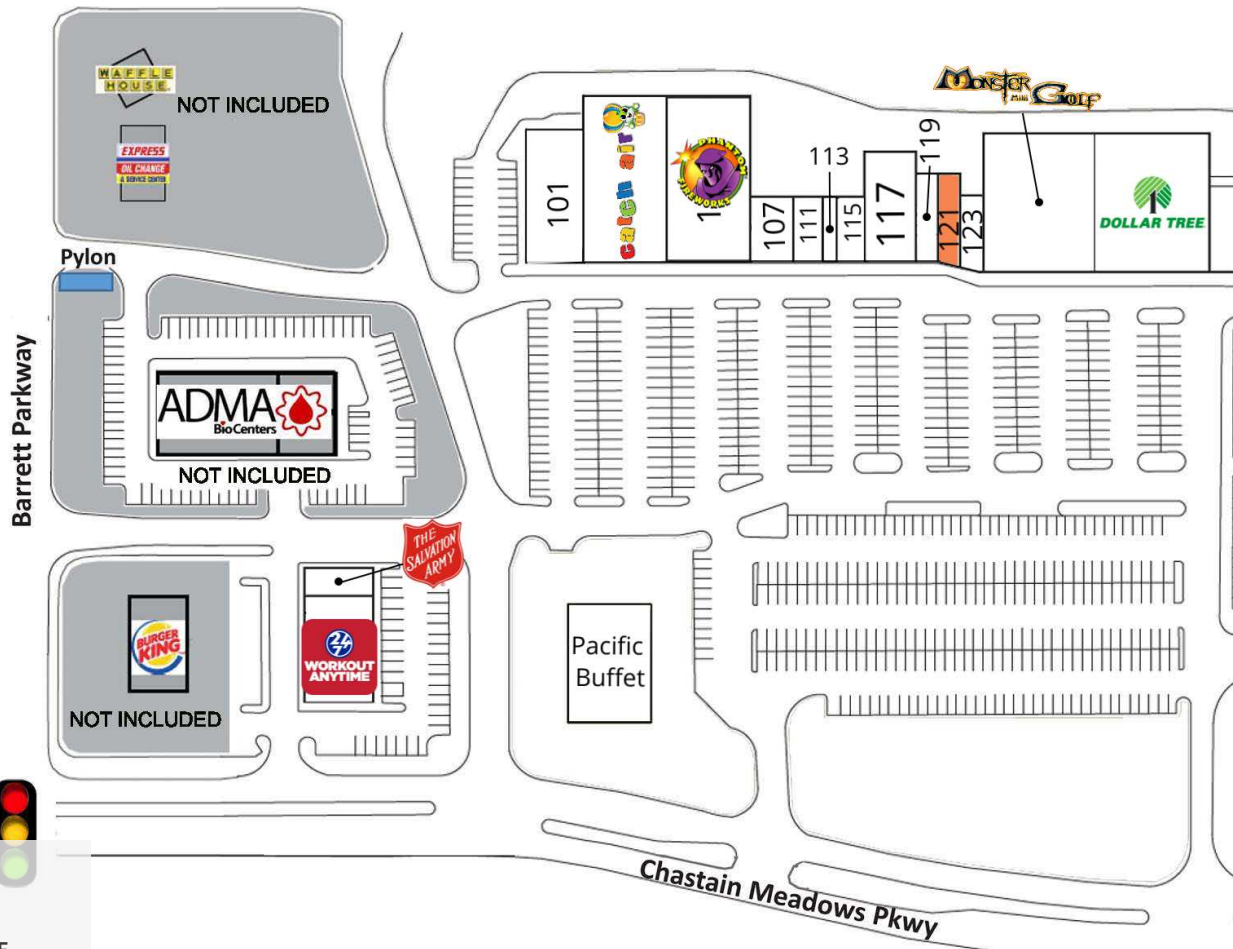 WAFFLE
HOUSE
NOT INCLUDED
EXPRESS
OIL CHANGE
& SERVICE CENTER
Pylon
Barrett Parkway
ADMA
BioCenters
NOT INCLUDED
THE
SALVATION
ARMY
BURGER
KING
NOT INCLUDED
24
7
WORKOUT
ANYTIME
Pacific
Buffet
101
catch air
PHANTOM
FIREWORKS
107
111
113
115
117
119
121
123
MONSTER
Mini
GOLF
DOLLAR TREE
Chastain Meadows Pkwy